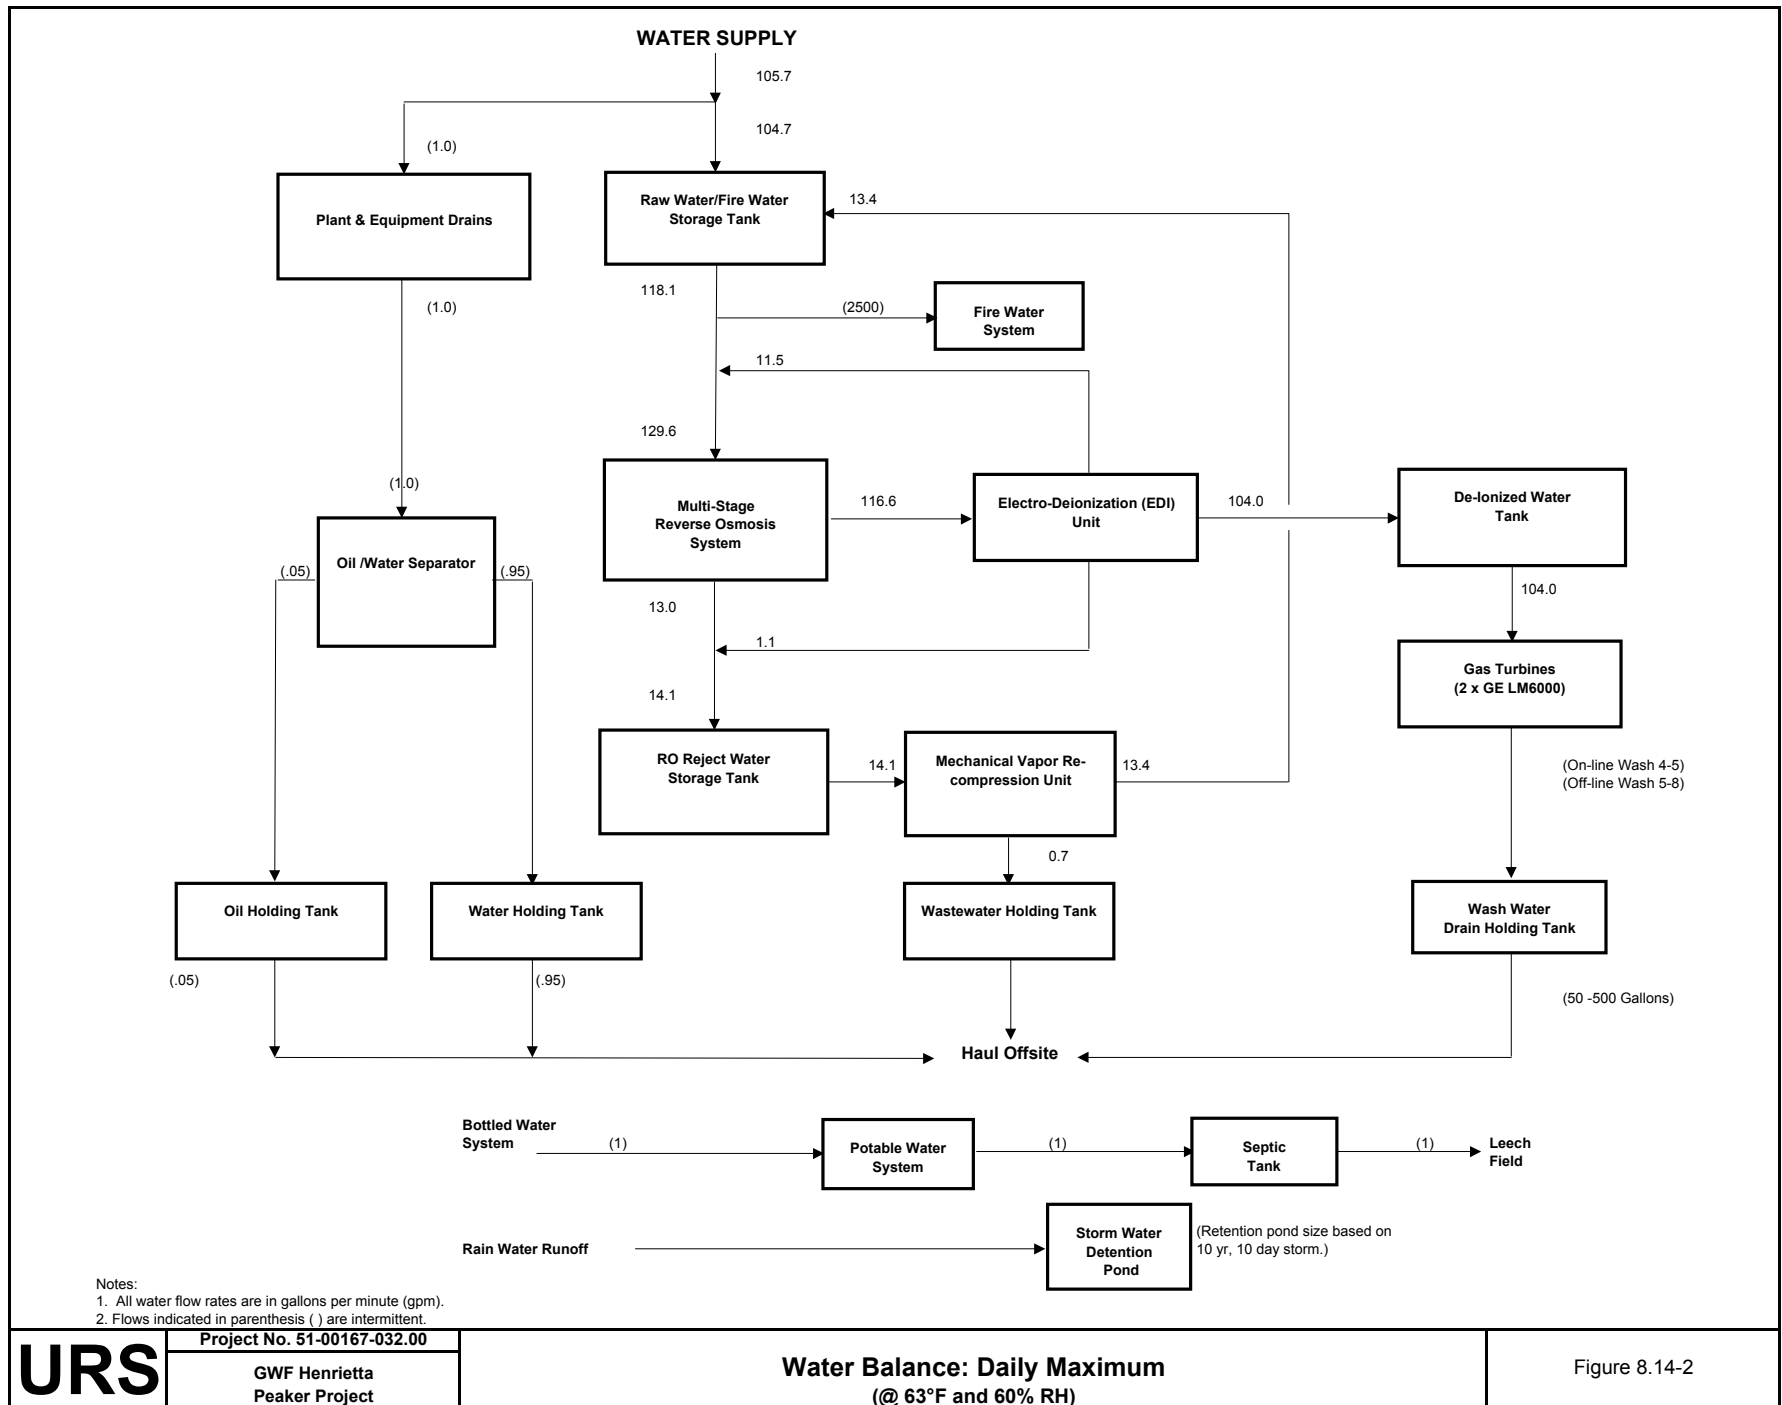 WATER SUPPLY
105.7
104.7
(1.0)
Plant & Equipment Drains
Raw Water/Fire Water
Storage Tank
13.4
118.1
(1.0)
(2500)
Fire Water
System
11.5
129.6
(1.0)
Multi-Stage
Reverse Osmosis
System
116.6
Electro-Deionization (EDI)
Unit
104.0
De-Ionized Water
Tank
Oil /Water Separator
(.05)
(.95)
104.0
13.0
1.1
14.1
Gas Turbines
(2 x GE LM6000)
RO Reject Water
Storage Tank
14.1
Mechanical Vapor Re-
compression Unit
13.4
(On-line Wash 4-5)
(Off-line Wash 5-8)
0.7
Oil Holding Tank
Water Holding Tank
Wastewater Holding Tank
Wash Water
Drain Holding Tank
(.05)
(.95)
(50 -500 Gallons)
Haul Offsite
Bottled Water
System
(1)
Potable Water
System
(1)
Septic
Tank
(1)
Leech
Field
Rain Water Runoff
Storm Water
Detention
Pond
(Retention pond size based on
10 yr, 10 day storm.)
Notes:
1. All water flow rates are in gallons per minute (gpm).
2. Flows indicated in parenthesis ( ) are intermittent.
URS
Project No. 51-00167-032.00
GWF Henrietta
Peaker Project
Water Balance: Daily Maximum
(@ 63°F and 60% RH)
Figure 8.14-2